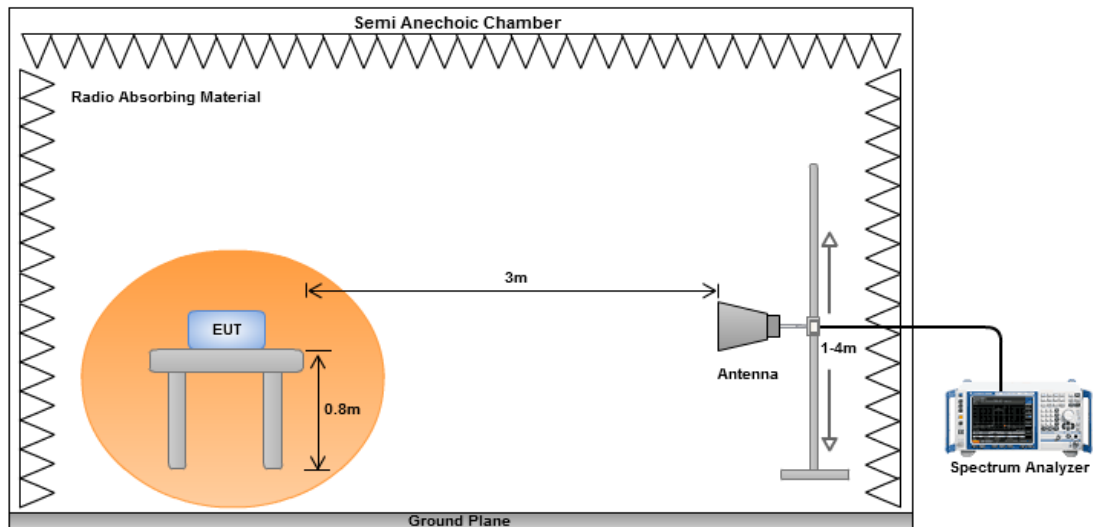 Semi Anechoic Chamber
Radio Absorbing Material
3m
EUT
1-4m
Antenna
0.8m
Spectrum Analyzer
Ground Plane